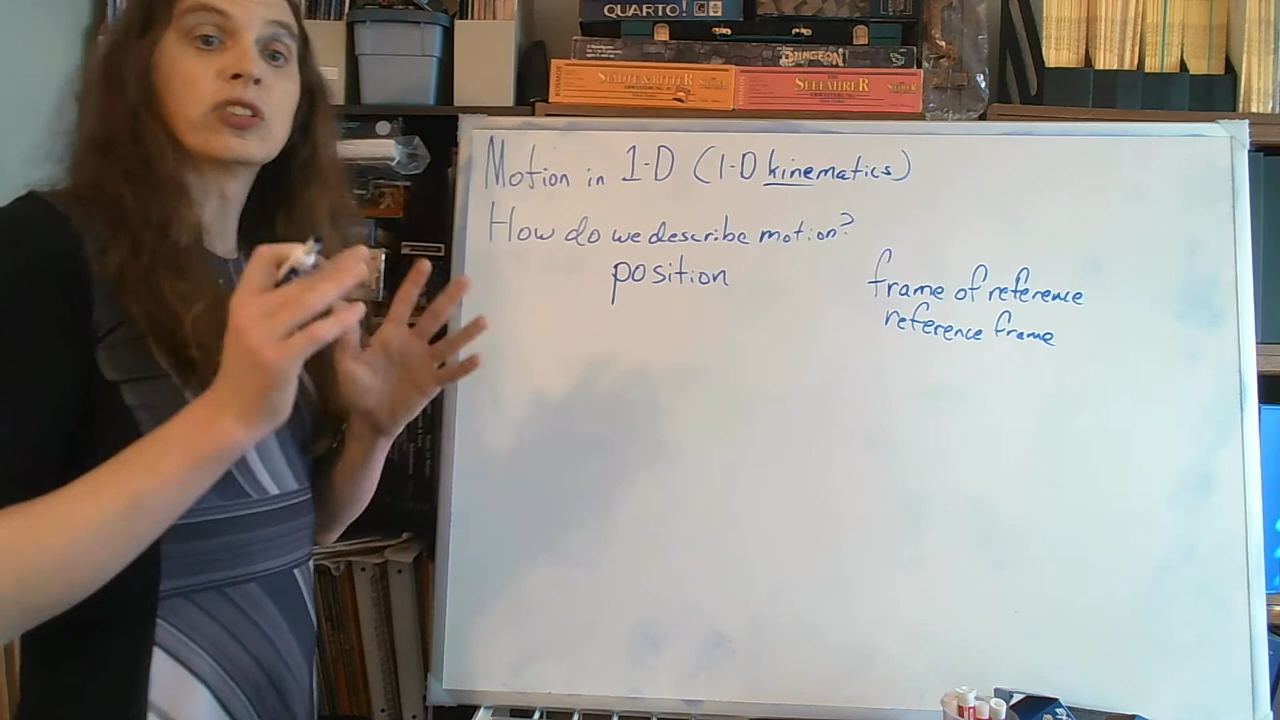 QUARTO!
DUNGEON
STÄDTE & RITTER
SEEFAHRER
Motion in 1-D (1-D kinematics)
How do we describe motion?
position
frame of reference
reference frame